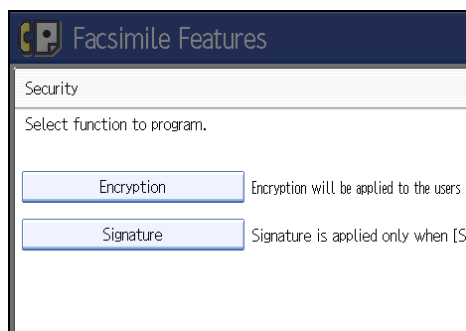 Facsimile Features
Security
Select function to program.
Encryption Encryption will be applied to the users
Signature Signature is applied only when [S